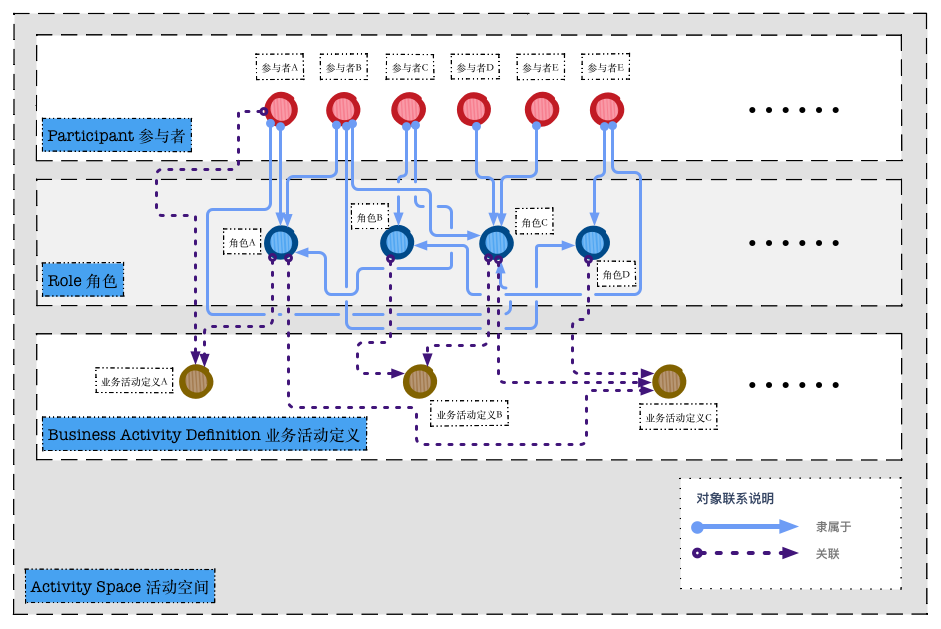 参与者A
参与者B
参与者C
参与者D
参与者E
参与者E
Participant 参与者
角色A
角色B
角色C
角色D
Role 角色
业务活动定义A
业务活动定义B
业务活动定义C
Business Activity Definition 业务活动定义
对象联系说明
隶属于
关联
Activity Space 活动空间